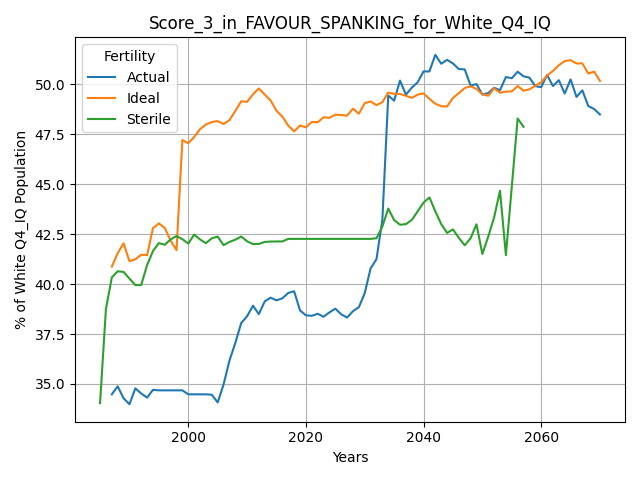 Score_3_in_FAVOUR_SPANKING_for_White_Q4_IQ
Fertility
Actual
Ideal
Sterile
% of White Q4_IQ Population
50.0
47.5
45.0
42.5
40.0
37.5
35.0
2000
2020
2040
2060
Years